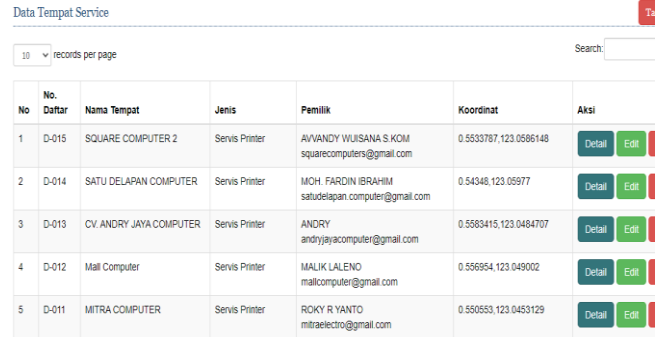 Data Tempat Service
Ta
10 records per page
Search:
No No. Daftar Nama Tempat Jenis Pemilik Koordinat Aksi
1 D-015 SQUARE COMPUTER 2 Servis Printer AVVANDY WUISANA S.KOM 0.5533787,123.0586148 Detail Edit
squarecomputers@gmail.com
2 D-014 SATU DELAPAN COMPUTER Servis Printer MOH. FARDIN IBRAHIM 0.54348,123.05977 Detail Edit
satudelapan.computer@gmail.com
3 D-013 CV. ANDRY JAYA COMPUTER Servis Printer ANDRY 0.5583415,123.0484707 Detail Edit
andryjayacomputer@gmail.com
4 D-012 Mall Computer Servis Printer MALIK LALENO 0.556954,123.049002 Detail Edit
mallcomputer@gmail.com
5 D-011 MITRA COMPUTER Servis Printer ROKY R YANTO 0.550553,123.0453129 Detail Edit
mitraelectro@gmail.com